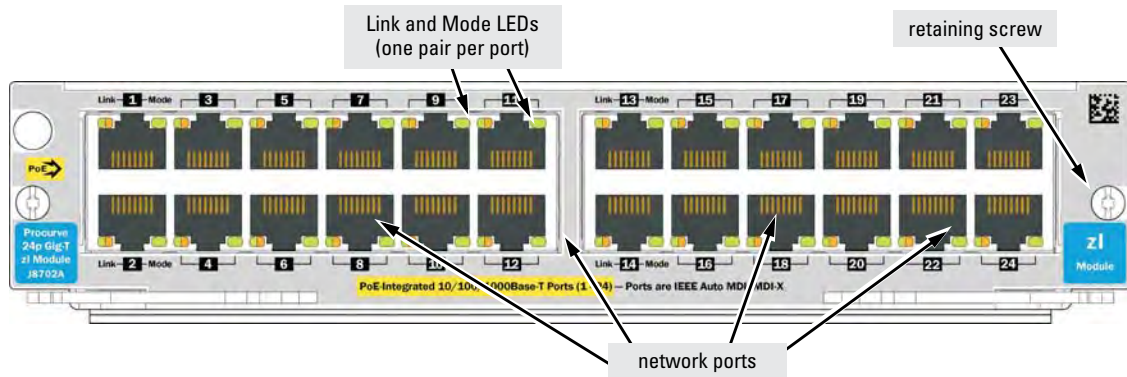 Link and Mode LEDs
(one pair per port)
retaining screw
Link 1 Mode 3 5 7 9 11 Link 13 Mode 15 17 19 21 23
PoE
Procurve
24p Gig-T
zl Module
J8702A
zl
Module
Link 2 Mode 4 6 8 10 12 Link 14 Mode 16 18 20 22 24
PoE-Integrated 10/100/1000Base-T Ports (1 - 24) – Ports are IEEE Auto MDI/MDI-X
network ports